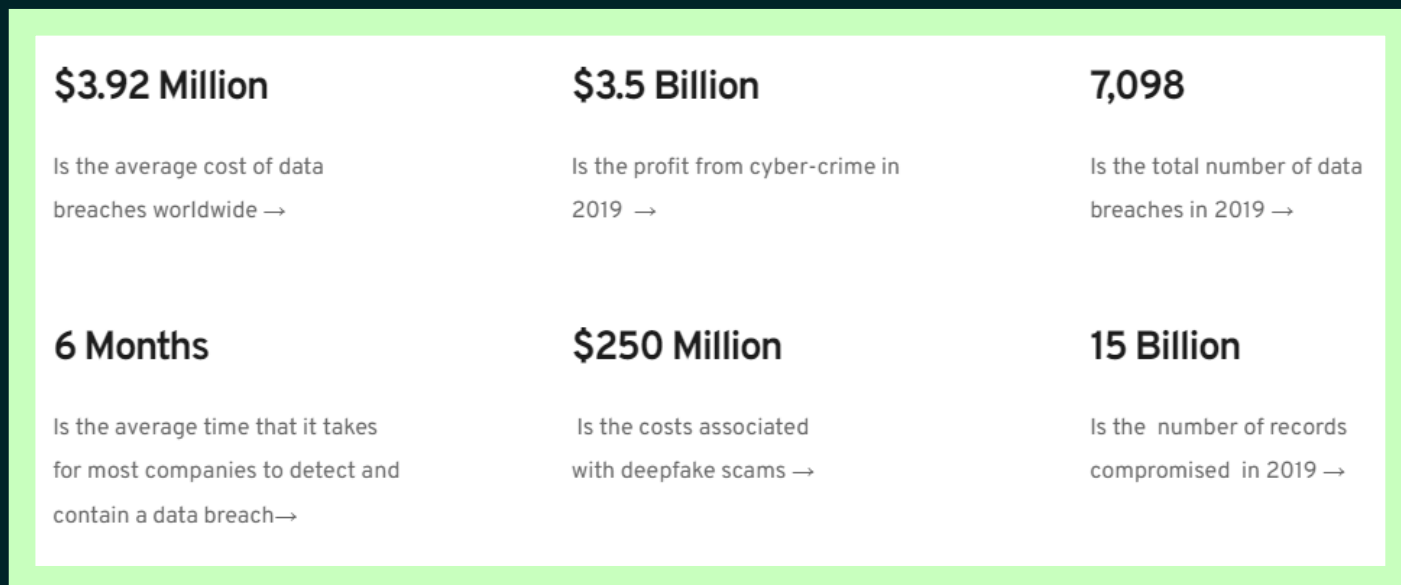 $3.92 Million
Is the average cost of data
breaches worldwide →
$3.5 Billion
Is the profit from cyber-crime in
2019 →
7,098
Is the total number of data
breaches in 2019 →
6 Months
Is the average time that it takes
for most companies to detect and
contain a data breach→
$250 Million
Is the costs associated
with deepfake scams →
15 Billion
Is the number of records
compromised in 2019 →